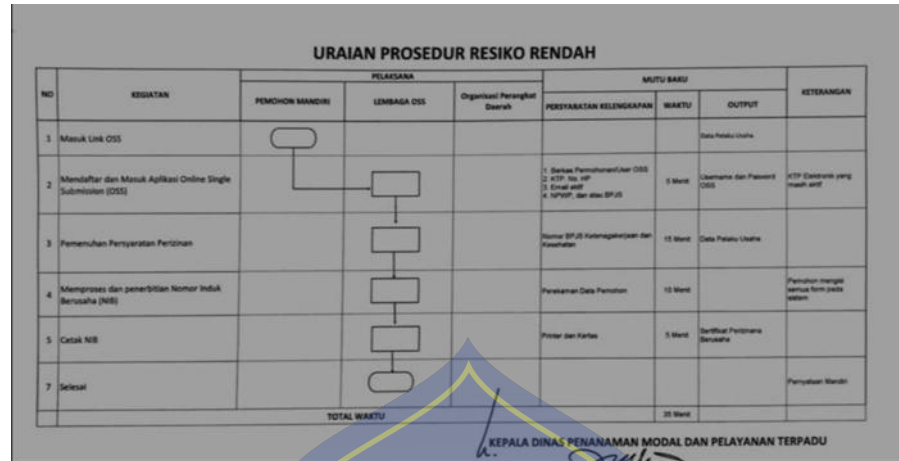 URAIAN PROSEDUR RESIKO RENDAH
NO
KEGIATAN
PELAKSANA
MUTU BAKU
KETERANGAN
PEMOHON MANDIRI
LEMBAGA OSS
Organisasi Perangkat
Daerah
PERSYARATAN KELENGKAPAN
WAKTU
OUTPUT
1 Masuk Link OSS
Data Pelaku Usaha
2 Mendaftar dan Masuk Aplikasi Online Single
Submission (OSS)
1. Berkas Permohonan/User OSS
2. KTP, No. HP
3. Email aktif
4. NPWP, dan atau BPJS
5 Menit
Username dan Pasword
OSS
KTP Elektronik yang
masih aktif
3 Pemenuhan Persyaratan Perizinan
Nomor BPJS Ketenagakerjaan dan
Kesehatan
15 Menit
Data Pelaku Usaha
4 Memproses dan penerbitian Nomor Induk
Berusaha (NIB)
Perekaman Data Pemohon
10 Menit
Pemohon mengisi
semua form pada
sistem
5 Cetak NIB
Printer dan Kertas
5 Menit
Sertifikat Perizinana
Berusaha
7 Selesai
Pernyataan Mandiri
TOTAL WAKTU
35 Menit
KEPALA DINAS PENANAMAN MODAL DAN PELAYANAN TERPADU